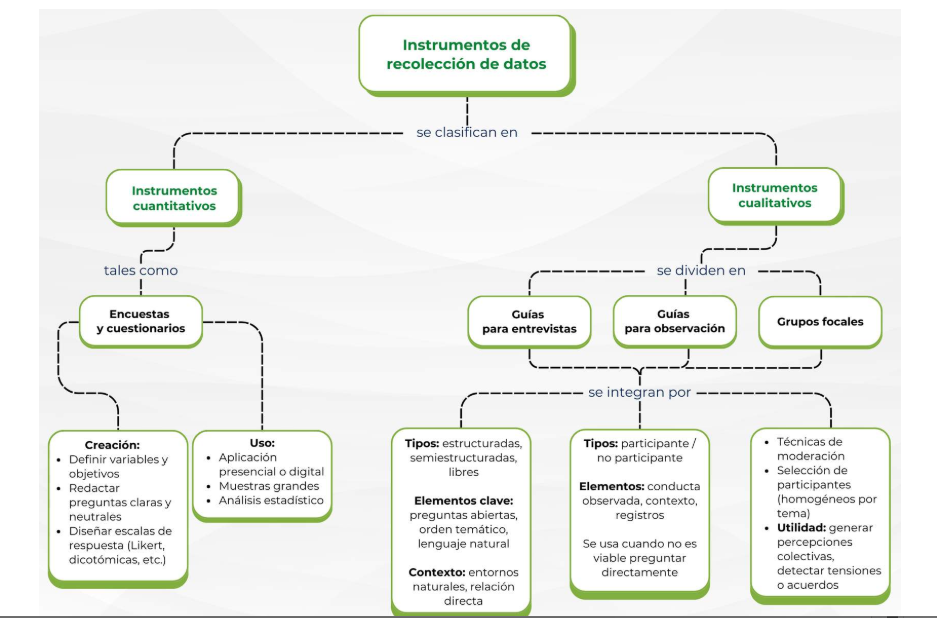 Instrumentos de
recolección de datos
se clasifican en
Instrumentos
cuantitativos
Instrumentos
cualitativos
tales como
se dividen en
Encuestas
y cuestionarios
Guías
para entrevistas
Guías
para observación
Grupos focales
se integran por
Creación:
• Definir variables y
objetivos
• Redactar
preguntas claras y
neutrales
• Diseñar escalas de
respuesta (Likert,
dicotómicas, etc.)
Uso:
• Aplicación
presencial o digital
• Muestras grandes
• Análisis estadístico
Tipos: estructuradas,
semiestructuradas,
libres
Elementos clave:
preguntas abiertas,
orden temático,
lenguaje natural
Contexto: entornos
naturales, relación
directa
Tipos: participante /
no participante
Elementos: conducta
observada, contexto,
registros
Se usa cuando no es
viable preguntar
directamente
• Técnicas de
moderación
• Selección de
participantes
(homogéneos por
tema)
• Utilidad: generar
percepciones
colectivas,
detectar tensiones
o acuerdos